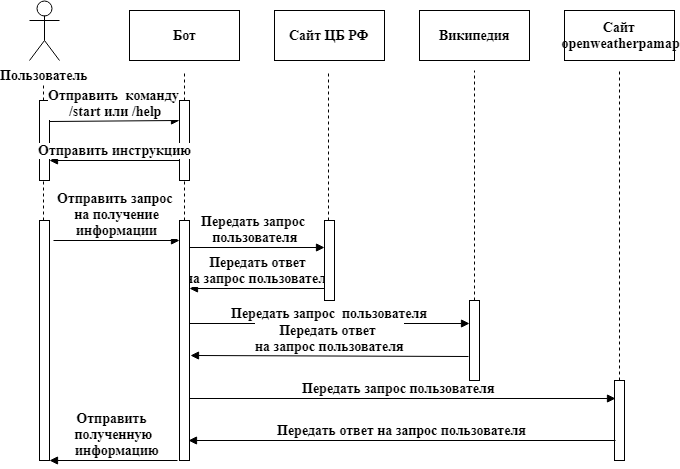 Бот
Сайт ЦБ РФ
Википедия
Сайт
openweatherpamap
Пользователь
Отправить команду
/start или /help
Отправить инструкцию
Отправить запрос
на получение
информации
Передать запрос
пользователя
Передать ответ
на запрос пользователя
Передать запрос пользователя
Передать ответ
на запрос пользователя
Передать запрос пользователя
Отправить
полученную
информацию
Передать ответ на запрос пользователя